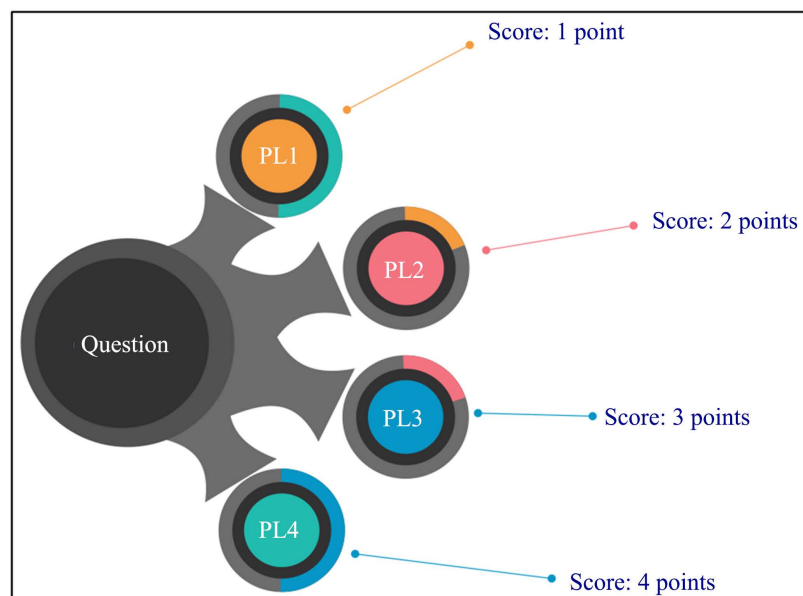 Score: 1 point
PL1
PL2
Score: 2 points
Question
PL3
Score: 3 points
PL4
Score: 4 points